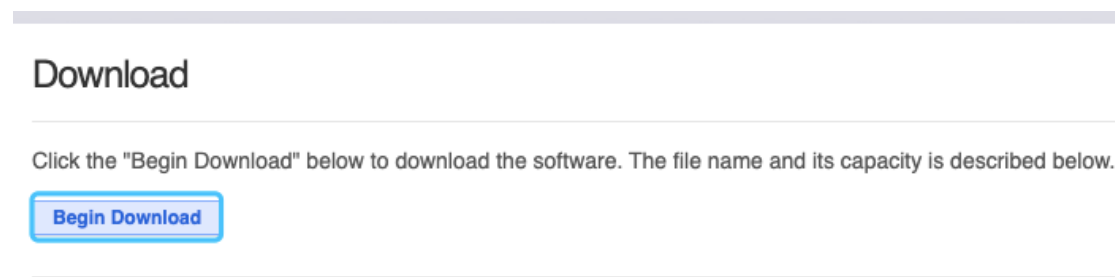 Download
Click the "Begin Download" below to download the software. The file name and its capacity is described below.
Begin Download